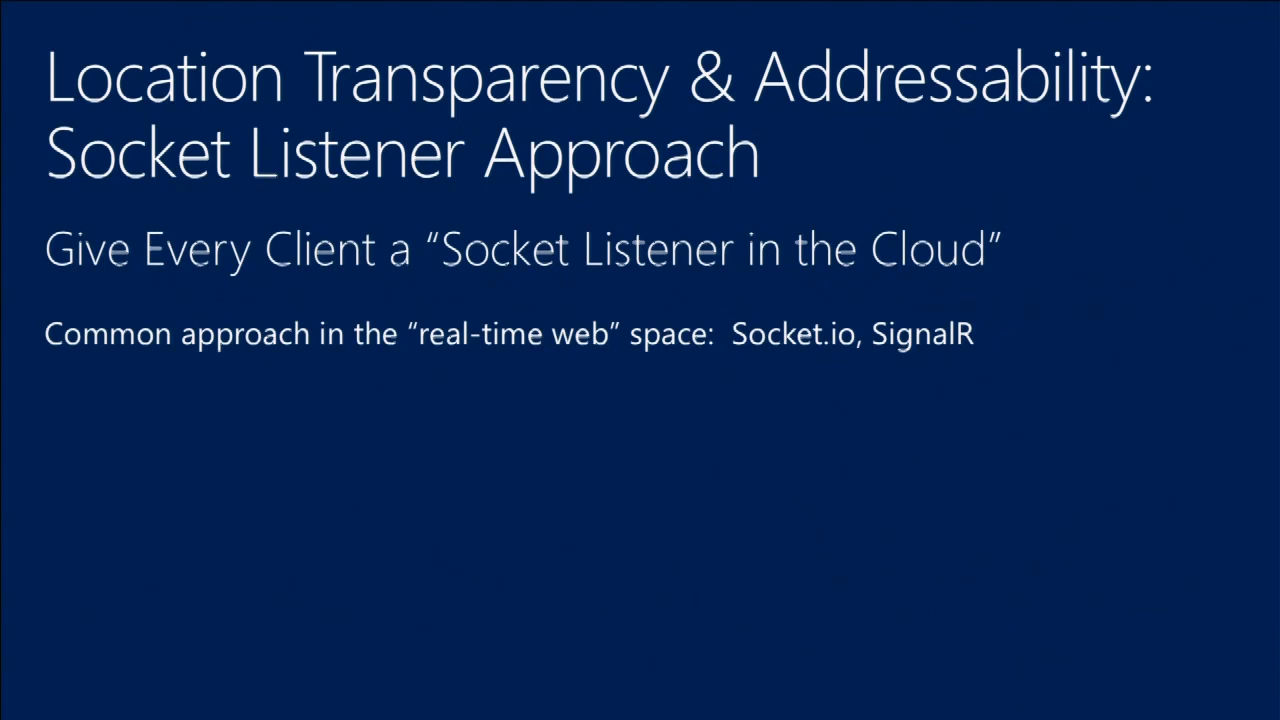 Location Transparency & Addressability:
Socket Listener Approach
Give Every Client a “Socket Listener in the Cloud”
Common approach in the “real-time web” space:  Socket.io, SignalR